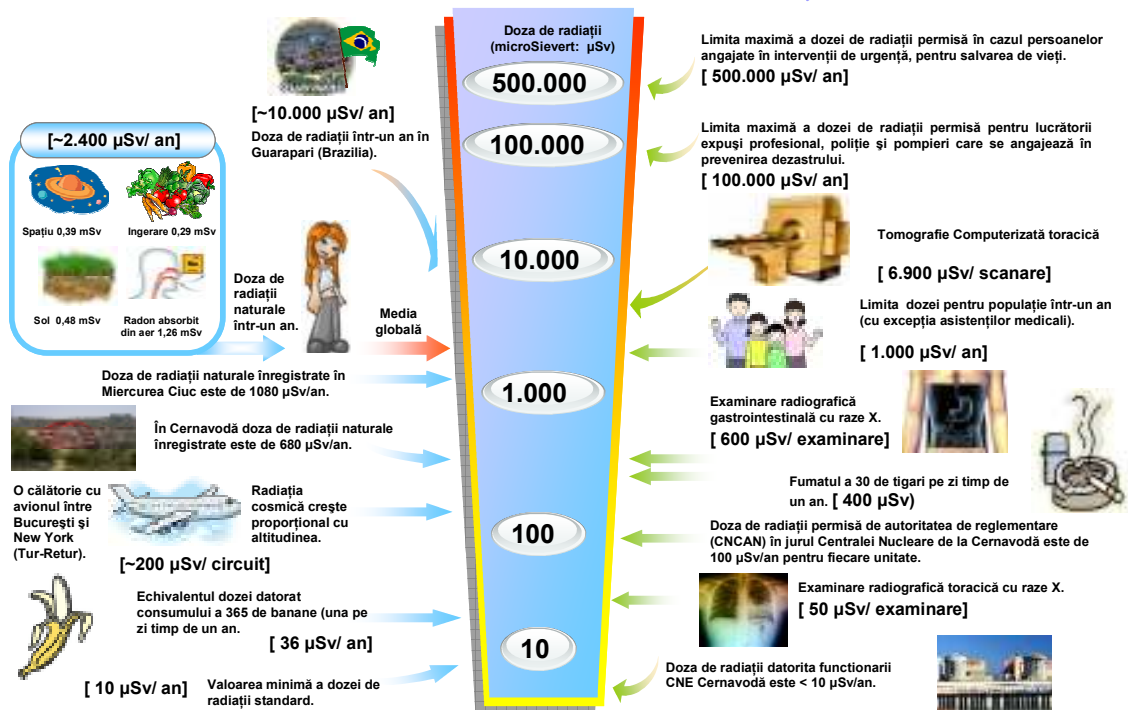 Doza de radiații
(microSievert: µSv)
500.000
100.000
10.000
1.000
100
10
[~10.000 µSv/ an]
Doza de radiații într-un an în
Guarapari (Brazilia).
[~2.400 µSv/ an]
Spațiu 0,39 mSv
Ingerare 0,29 mSv
Sol 0,48 mSv
Radon absorbit
din aer 1,26 mSv
Doza de
radiații
naturale
într-un an.
Media
globală
Doza de radiații naturale înregistrate în
Miercurea Ciuc este de 1080 µSv/an.
În Cernavodă doza de radiații naturale
înregistrate este de 680 µSv/an.
O călătorie cu
avionul între
București și
New York
(Tur-Retur).
Radiația
cosmică crește
proporțional cu
altitudinea.
[~200 µSv/ circuit]
Echivalentul dozei datorat
consumului a 365 de banane (una pe
zi timp de un an.
[ 36 µSv/ an]
[ 10 µSv/ an]
Valoarea minimă a dozei de
radiații standard.
Limita maximă a dozei de radiații permisă în cazul persoanelor
angajate în intervenții de urgență, pentru salvarea de vieți.
[ 500.000 µSv/ an]
Limita maximă a dozei de radiații permisă pentru lucrătorii
expuși profesional, poliție și pompieri care se angajează în
prevenirea dezastrului.
[ 100.000 µSv/ an]
Tomografie Computerizată toracică
[ 6.900 µSv/ scanare]
Limita dozei pentru populație într-un an
(cu excepția asistenților medicali).
[ 1.000 µSv/ an]
Examinare radiografică
gastrointestinală cu raze X.
[ 600 µSv/ examinare]
Fumatul a 30 de tigari pe zi timp de
un an. [ 400 µSv)
Doza de radiații permisă de autoritatea de reglementare
(CNCAN) în jurul Centralei Nucleare de la Cernavodă este de
100 µSv/an pentru fiecare unitate.
Examinare radiografică toracică cu raze X.
[ 50 µSv/ examinare]
Doza de radiații datorita functionarii
CNE Cernavodă este < 10 µSv/an.